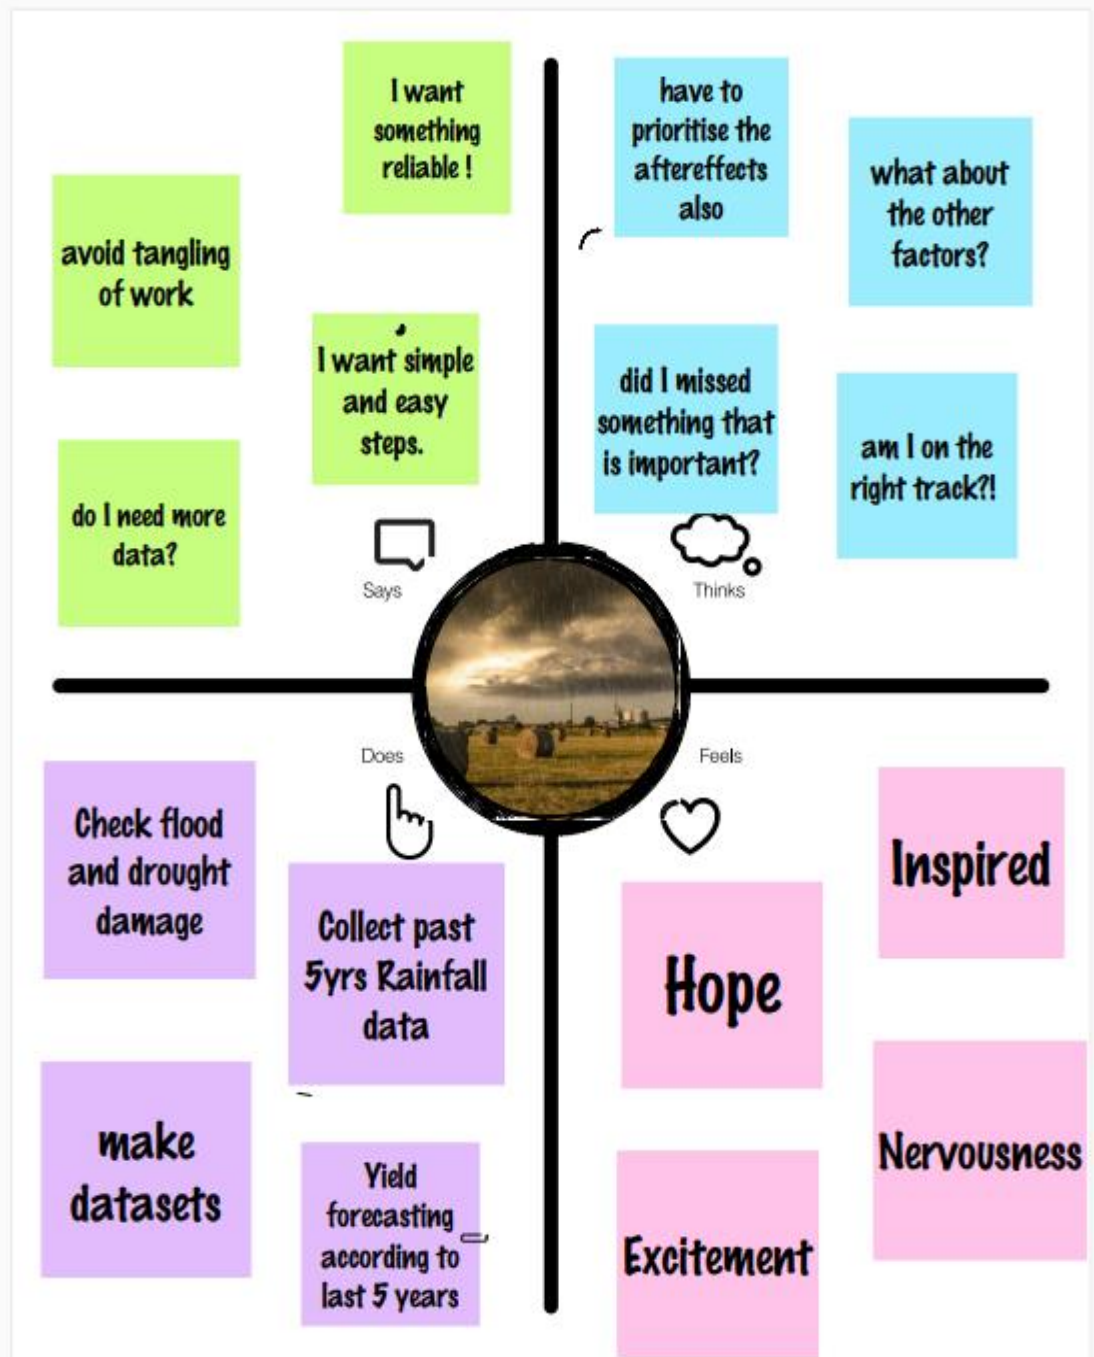 I want
something
reliable !
avoid tangling
of work
I want simple
and easy
steps.
do I need more
data?
Says
have to
prioritise the
aftereffects
also
what about
the other
factors?
did I missed
something that
is important?
am I on the
right track?!
Thinks
Does
Check flood
and drought
damage
Collect past
5yrs Rainfall
data
make
datasets
Yield
forecasting
according to
last 5 years
Feels
Inspired
Hope
Nervousness
Excitement